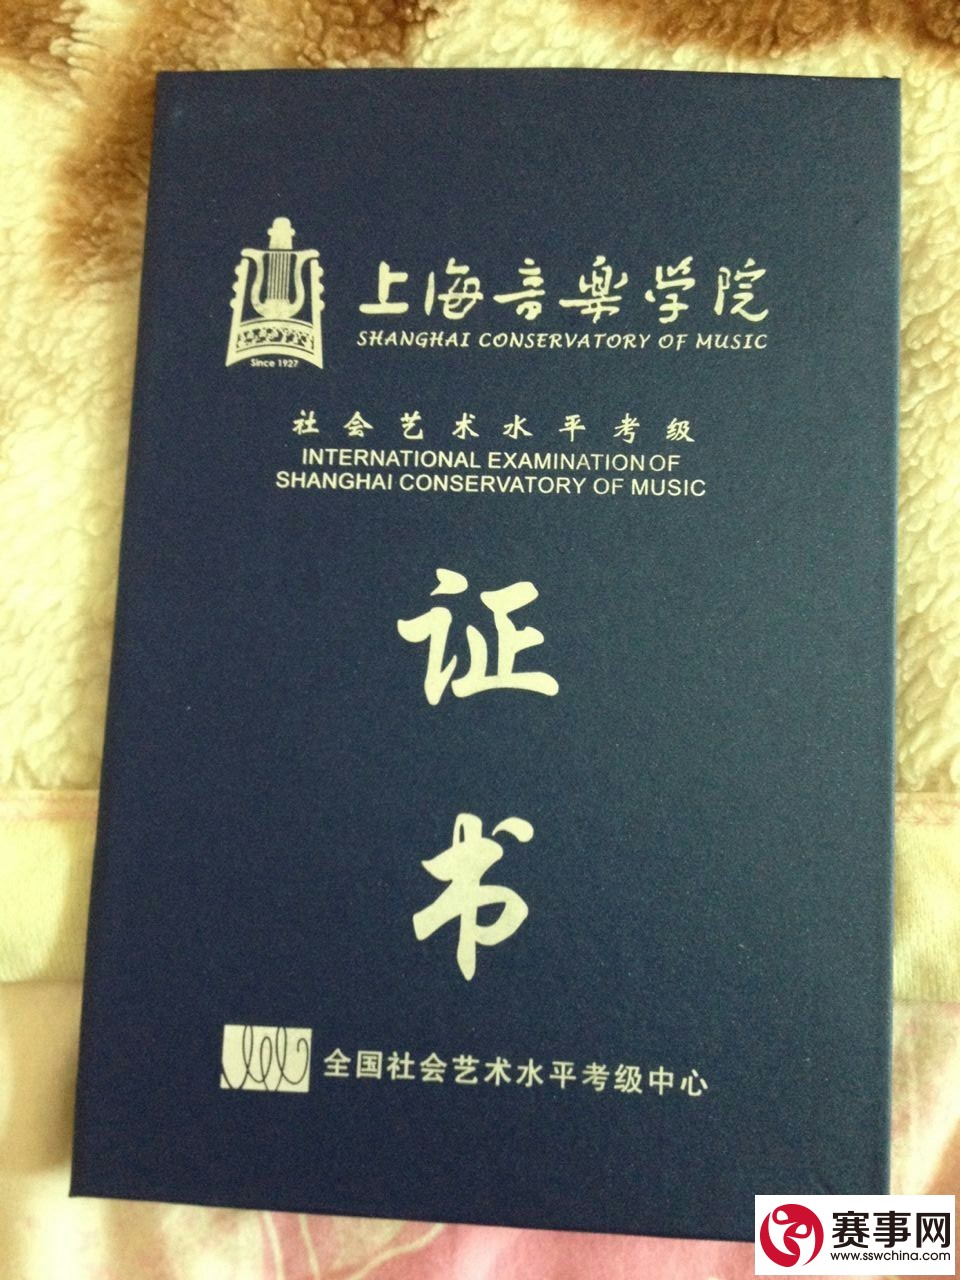 上海音樂学院
SHANGHAI CONSERVATORY OF MUSIC
Since 1927
社会艺术水平考级
INTERNATIONAL EXAMINATION OF
SHANGHAI CONSERVATORY OF MUSIC
证
书
全国社会艺术水平考级中心
赛事网
www.sswchina.com